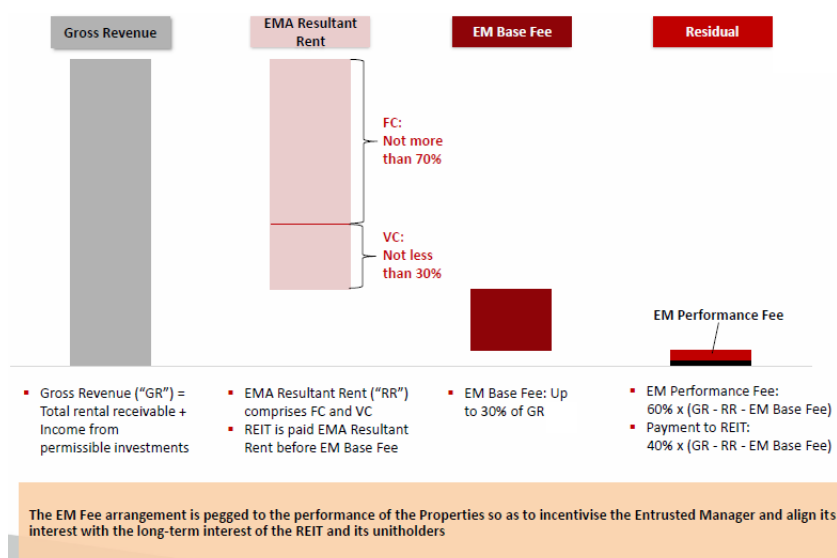 Gross Revenue
EMA Resultant
Rent
EM Base Fee
Residual
FC:
Not more
than 70%
VC:
Not less
than 30%
EM Performance Fee
▪ Gross Revenue (“GR”) =
Total rental receivable +
Income from
permissible investments
▪ EMA Resultant Rent (“RR”)
comprises FC and VC
▪ REIT is paid EMA Resultant
Rent before EM Base Fee
▪ EM Base Fee: Up
to 30% of GR
▪ EM Performance Fee:
60% x (GR - RR - EM Base Fee)
▪ Payment to REIT:
40% x (GR - RR - EM Base Fee)
The EM Fee arrangement is pegged to the performance of the Properties so as to incentivise the Entrusted Manager and align its
interest with the long-term interest of the REIT and its unitholders